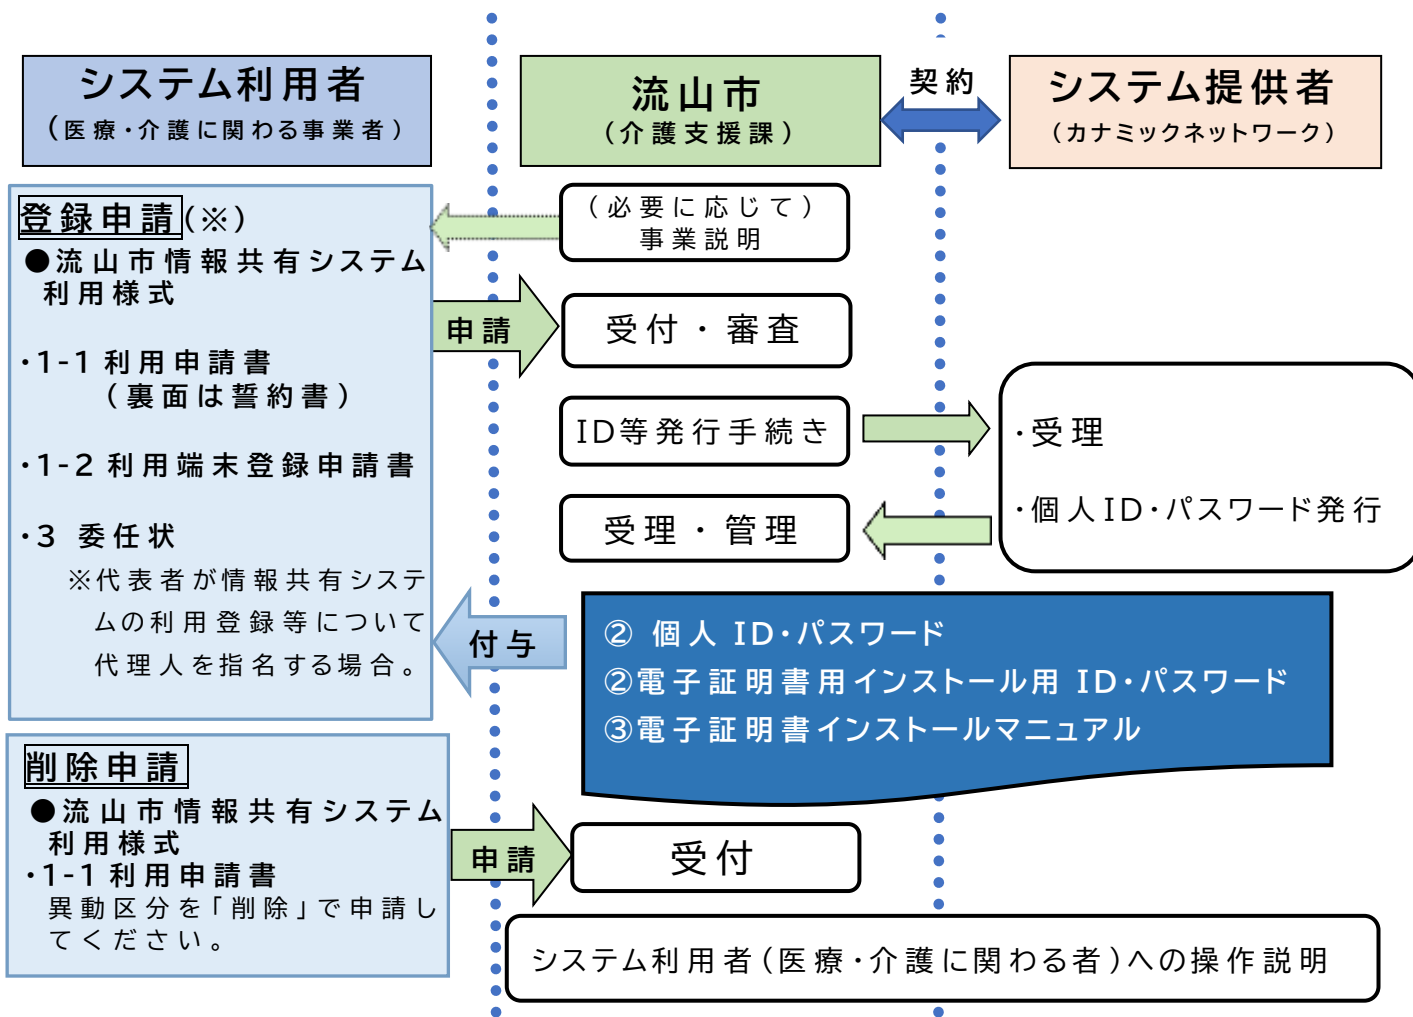 システム利用者
(医療・介護に関わる事業者)
流山市
(介護支援課)
契約
システム提供者
(カナミックネットワーク)
登録申請(※)
●流山市情報共有システム
利用様式
・1-1 利用申請書
(裏面は誓約書)
・1-2 利用端末登録申請書
・3 委任状
※代表者が情報共有システ
ムの利用登録等について
代理人を指名する場合。
(必要に応じて)
事業説明
申請
受付・審査
ID等発行手続き
・受理
・個人ID・パスワード発行
受理・管理
付与
② 個人 ID・パスワード
②電子証明書用インストール用 ID・パスワード
③電子証明書インストールマニュアル
削除申請
●流山市情報共有システム
利用様式
・1-1 利用申請書
異動区分を「削除」で申請し
てください。
申請
受付
システム利用者(医療・介護に関わる者)への操作説明